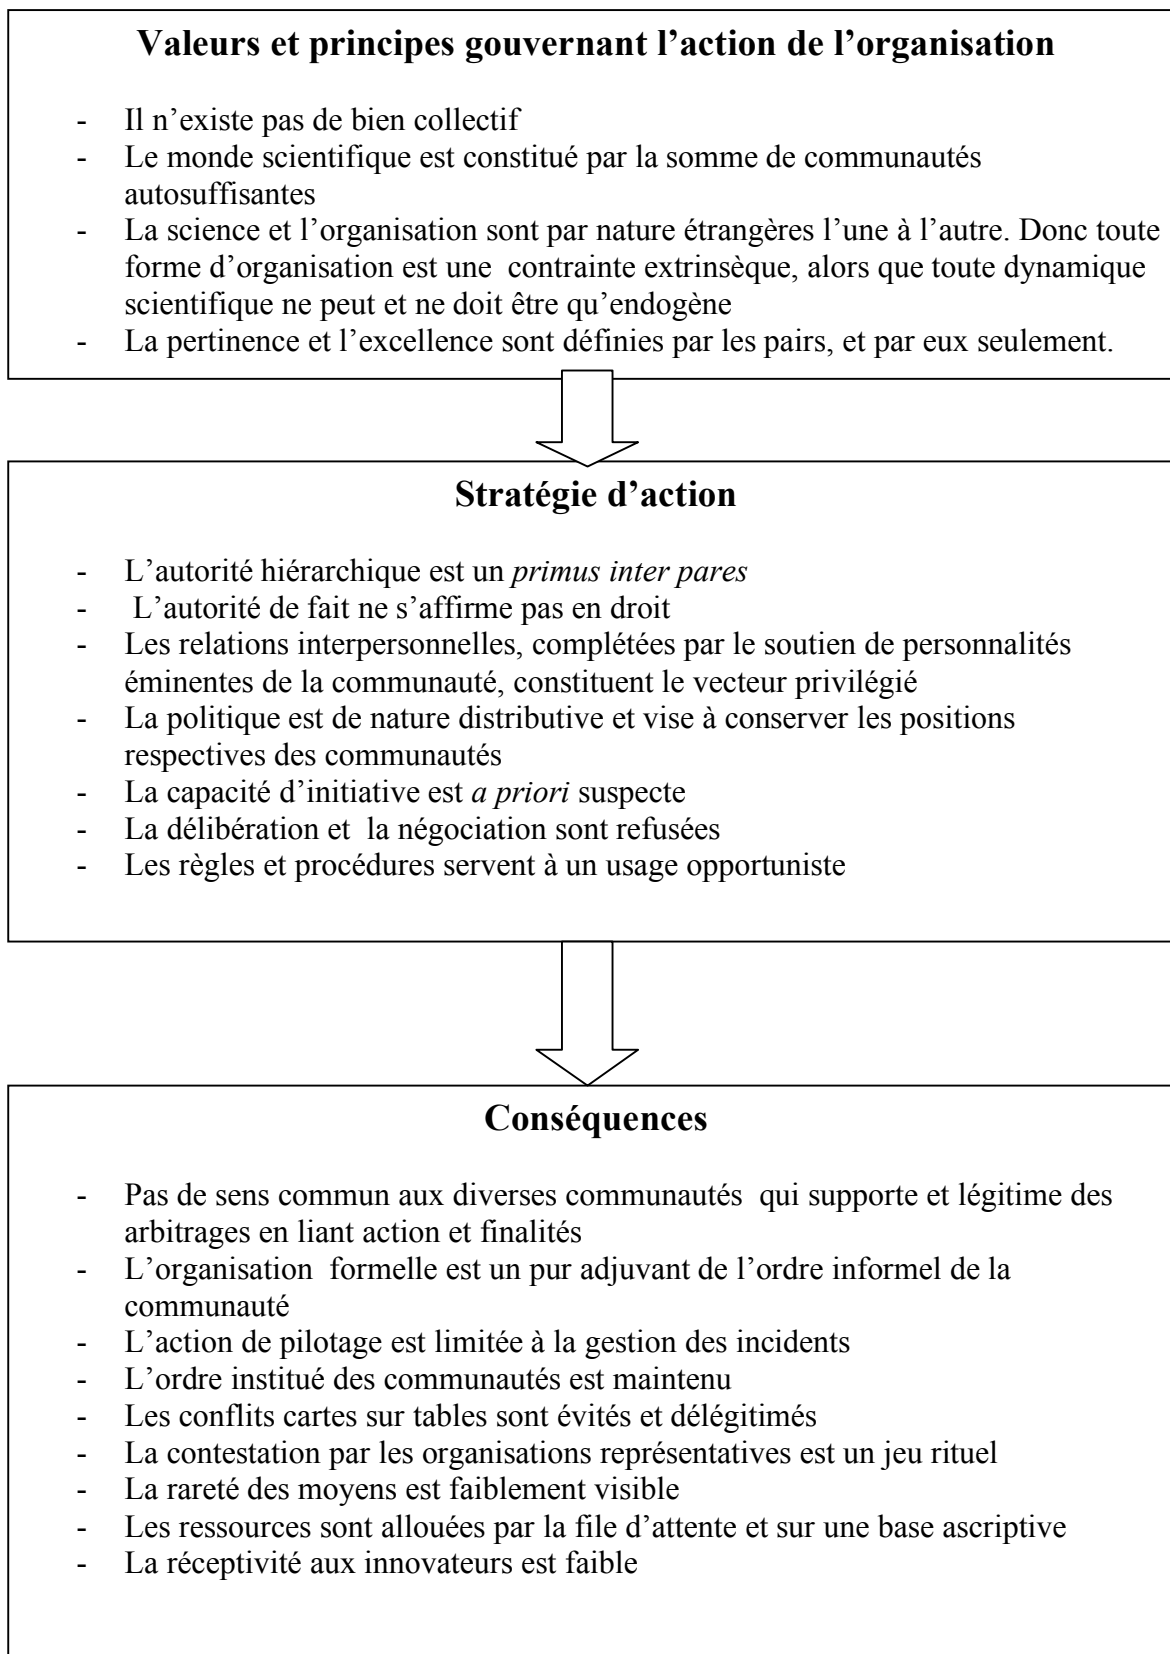 Valeurs et principes gouvernant l’action de l’organisation
- Il n’existe pas de bien collectif
- Le monde scientifique est constitué par la somme de communautés
autosuffisantes
- La science et l’organisation sont par nature étrangères l’une à l’autre. Donc toute
forme d’organisation est une contrainte extrinsèque, alors que toute dynamique
scientifique ne peut et ne doit être qu’endogène
- La pertinence et l’excellence sont définies par les pairs, et par eux seulement.
Stratégie d’action
- L’autorité hiérarchique est un primus inter pares
- L’autorité de fait ne s’affirme pas en droit
- Les relations interpersonnelles, complétées par le soutien de personnalités
éminentes de la communauté, constituent le vecteur privilégié
- La politique est de nature distributive et vise à conserver les positions
respectives des communautés
- La capacité d’initiative est a priori suspecte
- La délibération et la négociation sont refusées
- Les règles et procédures servent à un usage opportuniste
Conséquences
- Pas de sens commun aux diverses communautés qui supporte et légitime des
arbitrages en liant action et finalités
- L’organisation formelle est un pur adjuvant de l’ordre informel de la
communauté
- L’action de pilotage est limitée à la gestion des incidents
- L’ordre institué des communautés est maintenu
- Les conflits cartes sur tables sont évités et délégitimés
- La contestation par les organisations représentatives est un jeu rituel
- La rareté des moyens est faiblement visible
- Les ressources sont allouées par la file d’attente et sur une base ascriptive
- La réceptivité aux innovateurs est faible